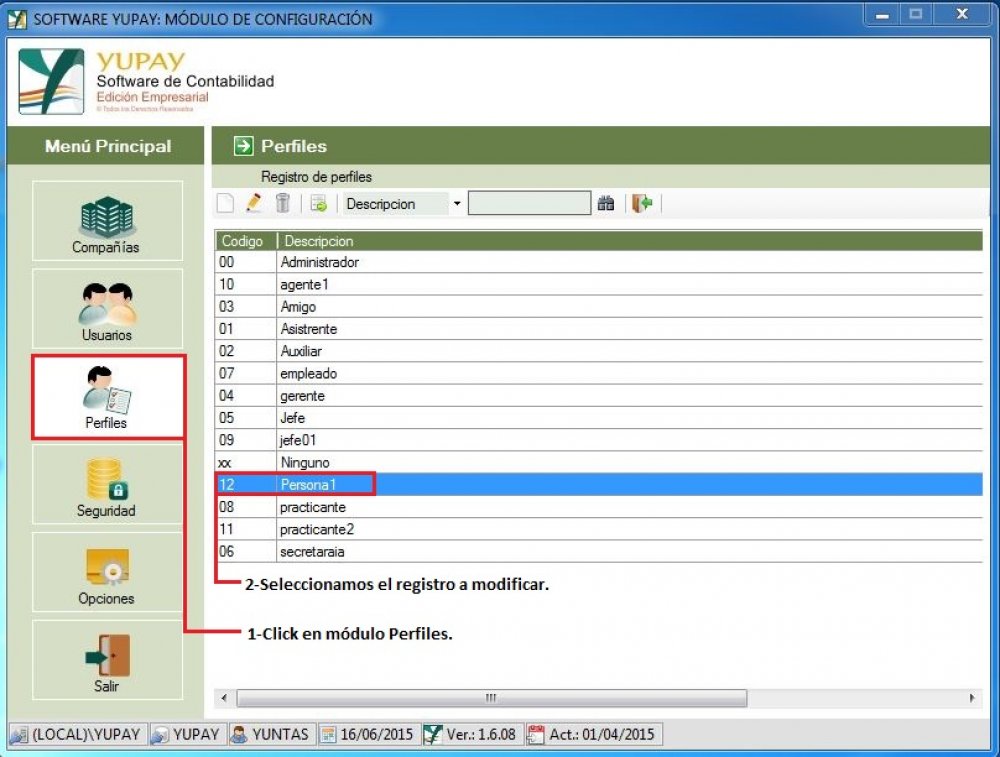 SOFTWARE YUPAY: MÓDULO DE CONFIGURACIÓN
YUPAY
Software de Contabilidad
Edición Empresarial
© Todos los Derechos Reservados
Menú Principal
Perfiles
Registro de perfiles
Descripcion
Compañías
Usuarios
Perfiles
Seguridad
Opciones
Salir
Codigo Descripcion
00 Administrador
10 agente1
03 Amigo
01 Asistrente
02 Auxiliar
07 empleado
04 gerente
05 Jefe
09 jefe01
xx Ninguno
12 Persona1
08 practicante
11 practicante2
06 secretaraia
2-Seleccionamos el registro a modificar.
1-Click en módulo Perfiles.
(LOCAL)\YUPAY YUPAY YUNTAS 16/06/2015 Ver.: 1.6.08 Act.: 01/04/2015